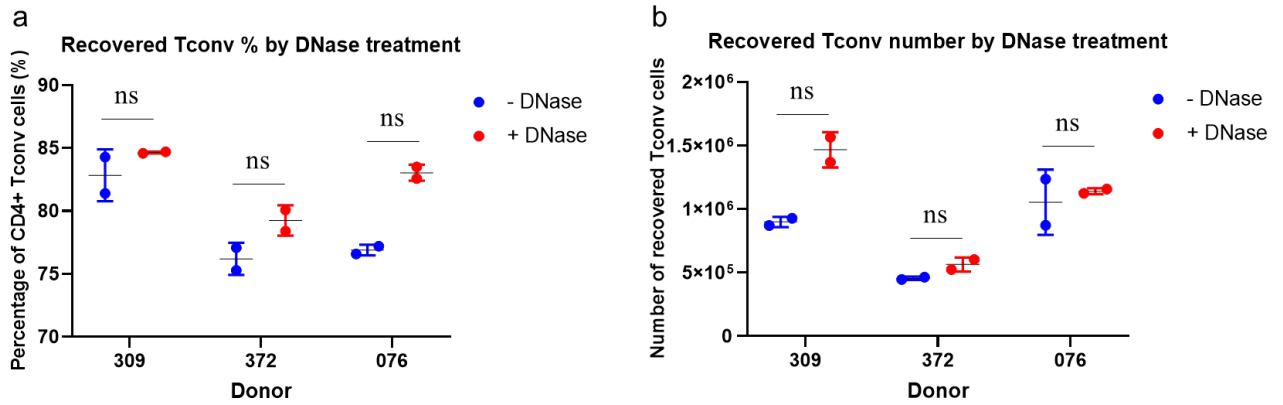 a
Recovered Tconv % by DNase treatment
Percentage of CD4+ Tconv cells (%)
90
85
80
75
70
ns
ns
ns
- DNase
+ DNase
309
372
076
Donor
b
Recovered Tconv number by DNase treatment
Number of recovered Tconv cells
2×10⁶
1.5×10⁶
1×10⁶
5×10⁵
0
ns
ns
ns
- DNase
+ DNase
309
372
076
Donor